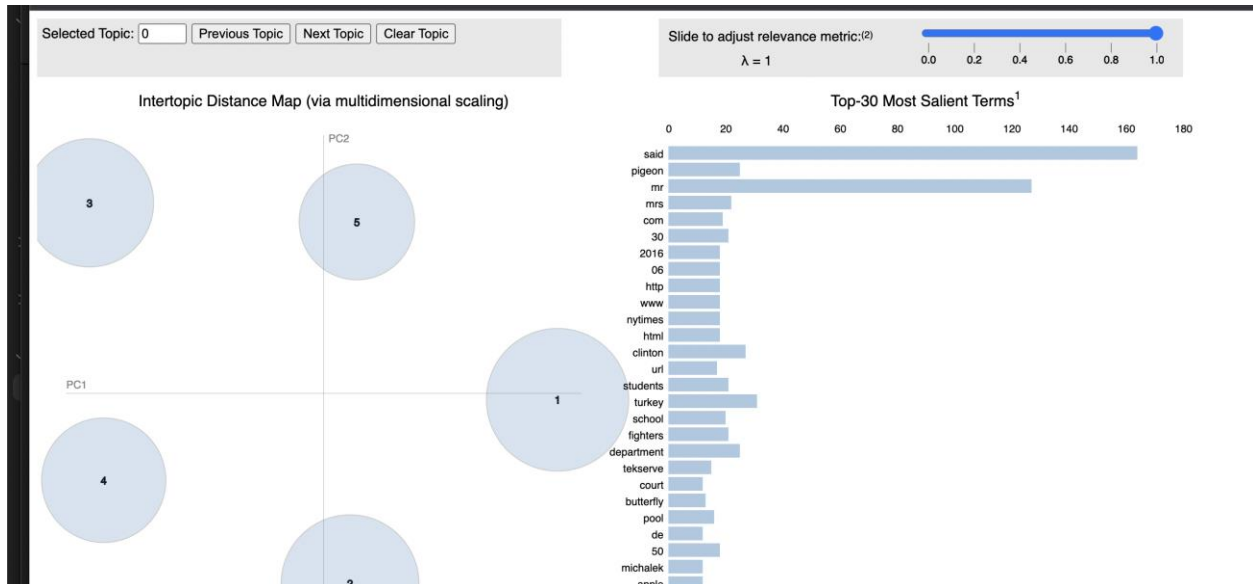 Selected Topic: 0 Previous Topic Next Topic Clear Topic
Slide to adjust relevance metric:(2)
λ = 1
0.0 0.2 0.4 0.6 0.8 1.0
Intertopic Distance Map (via multidimensional scaling)
PC2
PC1
3
5
1
4
2
Top-30 Most Salient Terms1
0 20 40 60 80 100 120 140 160 180
said
pigeon
mr
mrs
com
30
2016
06
http
www
nytimes
html
clinton
url
students
turkey
school
fighters
department
tekserve
court
butterfly
pool
de
50
michalek
apple